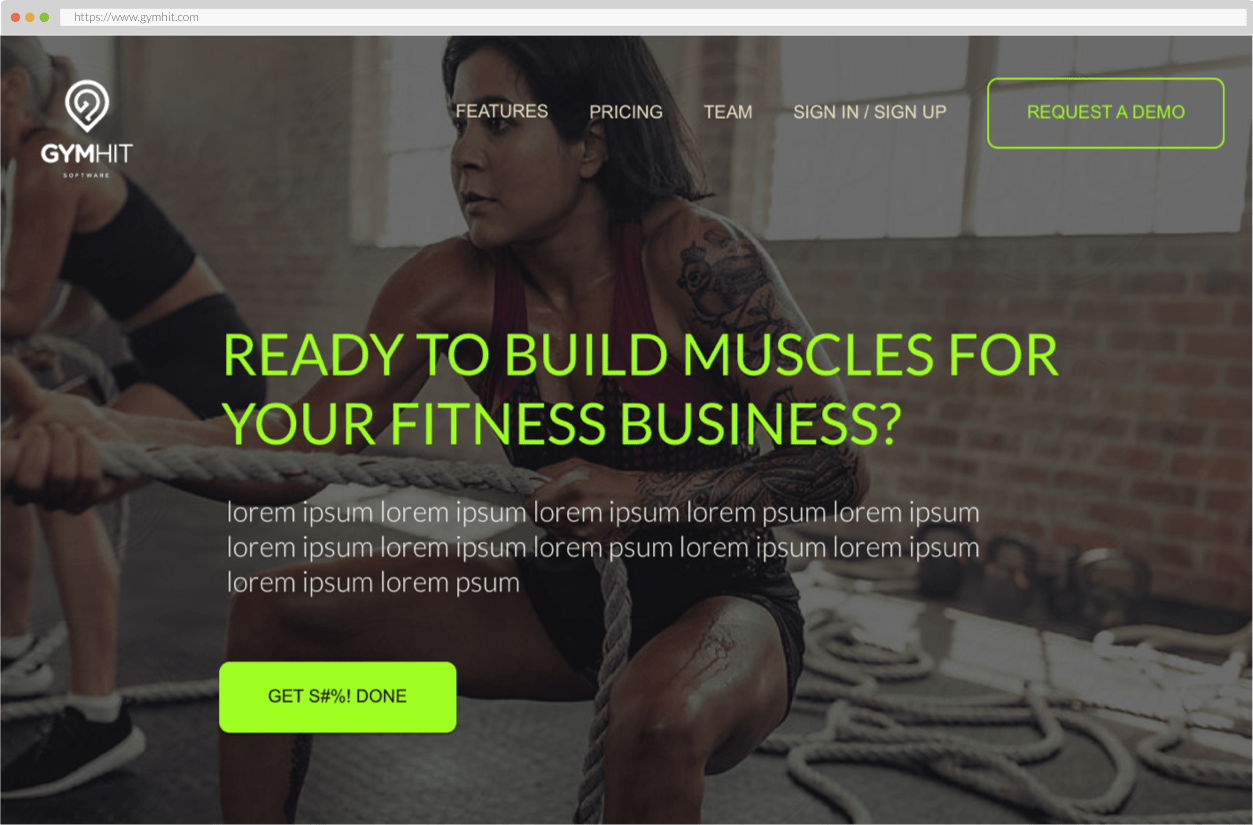 https://www.gymhit.com
GYMHIT
SOFTWARE
FEATURES
PRICING
TEAM
SIGN IN / SIGN UP
REQUEST A DEMO
READY TO BUILD MUSCLES FOR
YOUR FITNESS BUSINESS?
lorem ipsum lorem ipsum lorem ipsum lorem psum lorem ipsum
lorem ipsum lorem ipsum lorem psum lorem ipsum lorem ipsum
lorem ipsum lorem psum
GET S#%! DONE